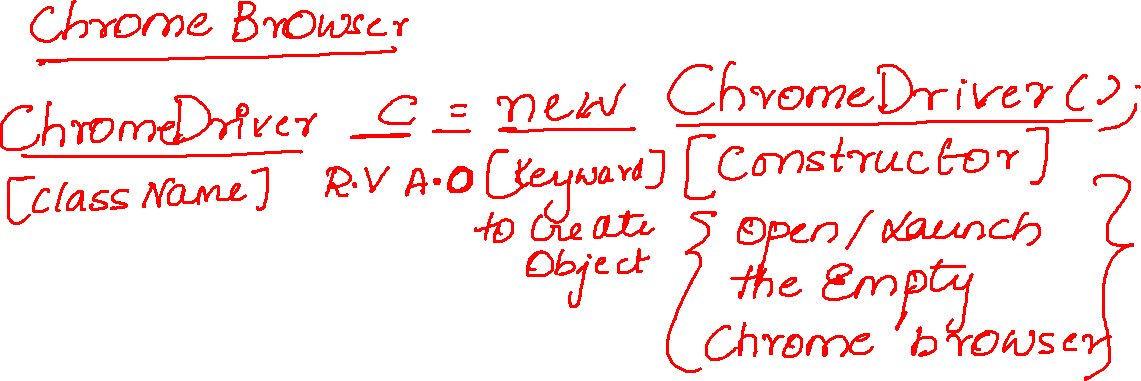 Chrome Browser
ChromeDriver C = new ChromeDriver();
[class Name] R.V A.O [keyward] [Constructor]
to Create { Open/Launch }
Object the Empty
Chrome browser